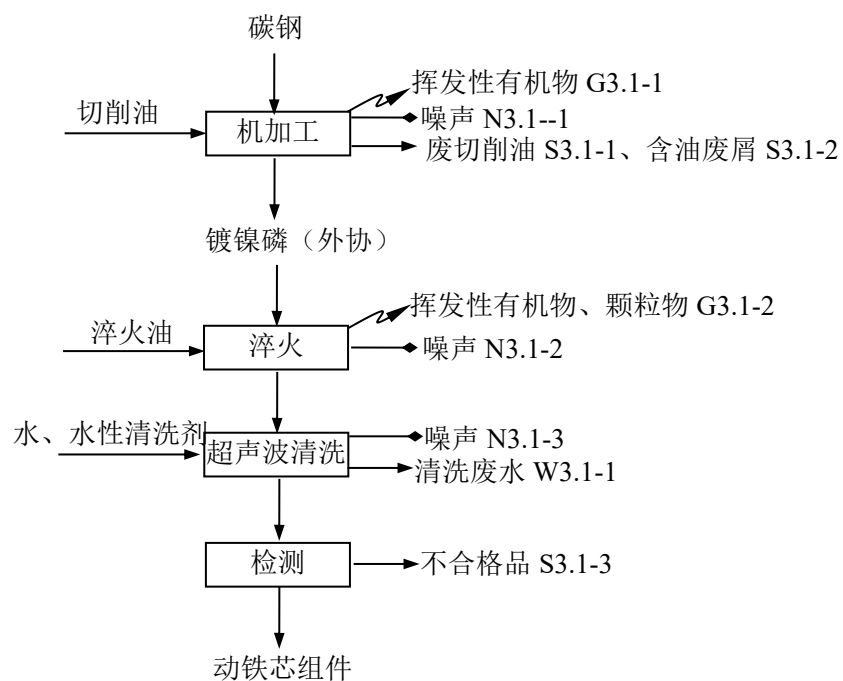 碳钢
挥发性有机物 G3.1-1
切削油
噪声 N3.1--1
机加工
废切削油 S3.1-1、含油废屑 S3.1-2
镀镍磷（外协）
挥发性有机物、颗粒物 G3.1-2
淬火油
淬火
噪声 N3.1-2
水、水性清洗剂
噪声 N3.1-3
超声波清洗
清洗废水 W3.1-1
检测
不合格品 S3.1-3
动铁芯组件